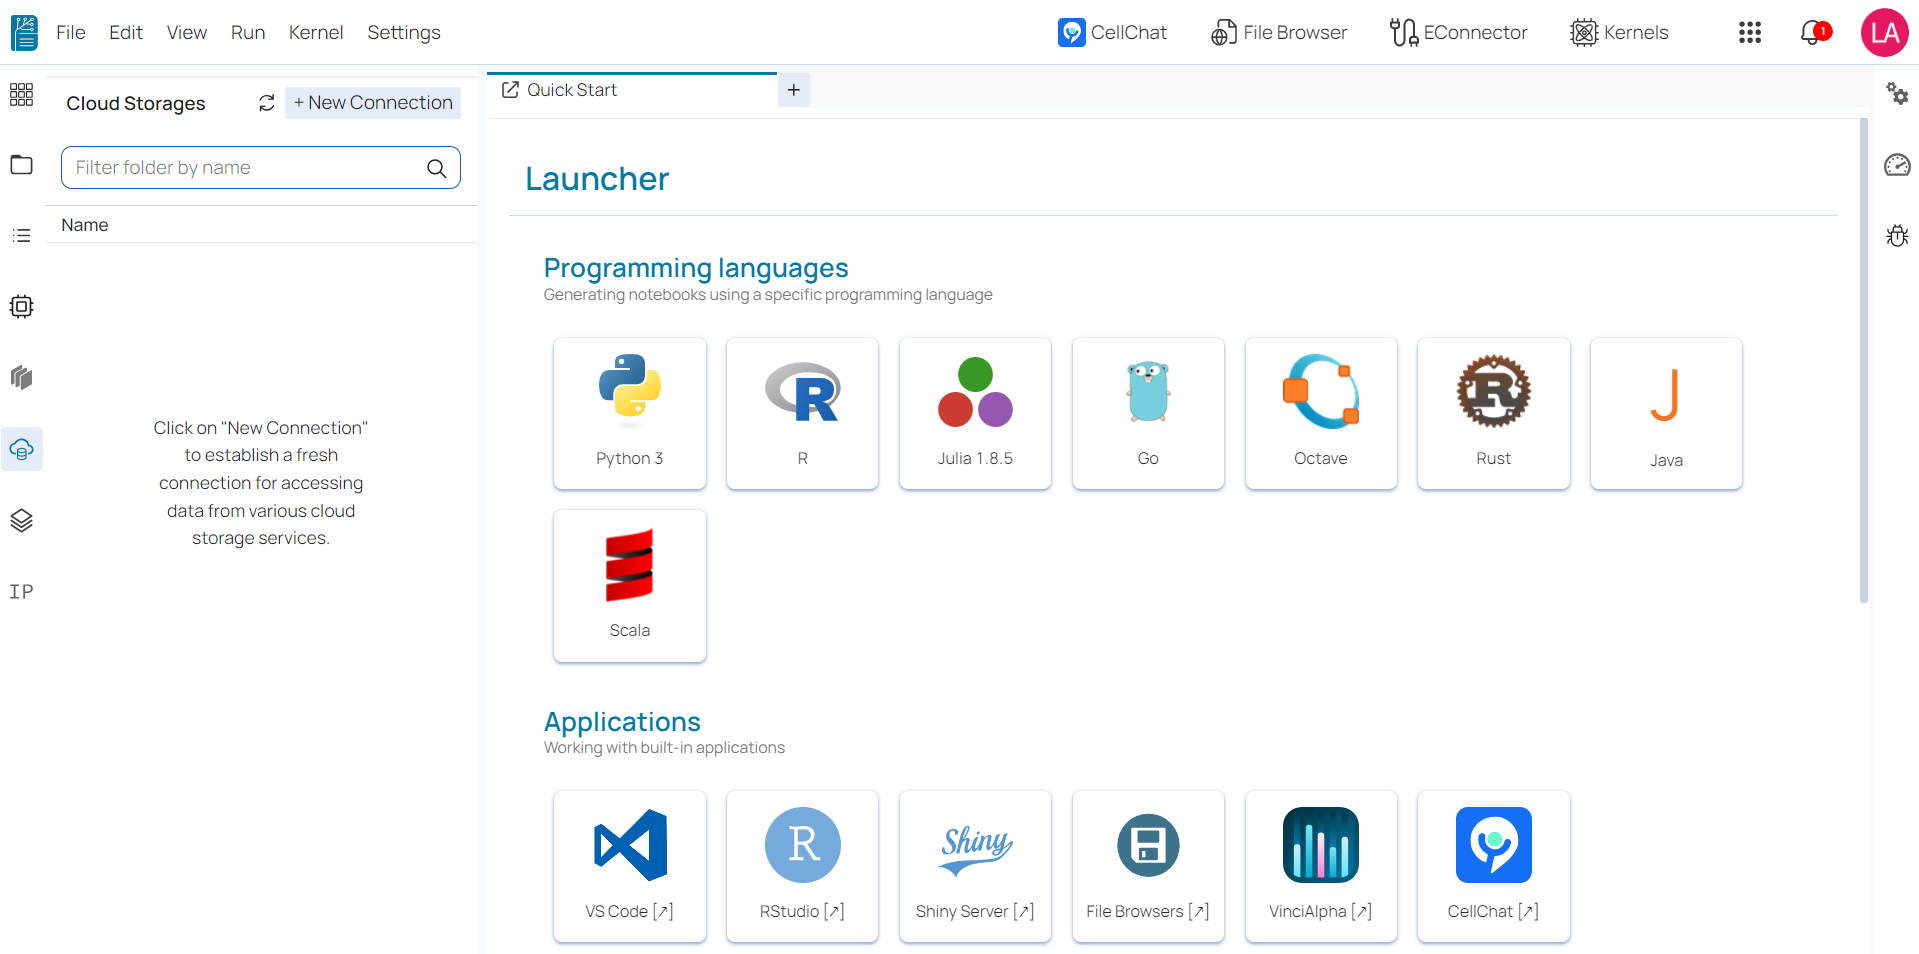 File Edit View Run Kernel Settings
CellChat File Browser EConnector Kernels 1 LA
Cloud Storages + New Connection
Quick Start +
Filter folder by name
Name
Click on "New Connection"
to establish a fresh
connection for accessing
data from various cloud
storage services.
IP
Launcher
Programming languages
Generating notebooks using a specific programming language
R R J
Python 3 R Julia 1.8.5 Go Octave Rust Java
Scala
Applications
Working with built-in applications
R Shiny
VS Code [↗] RStudio [↗] Shiny Server [↗] File Browsers [↗] VinciAlpha [↗] CellChat [↗]